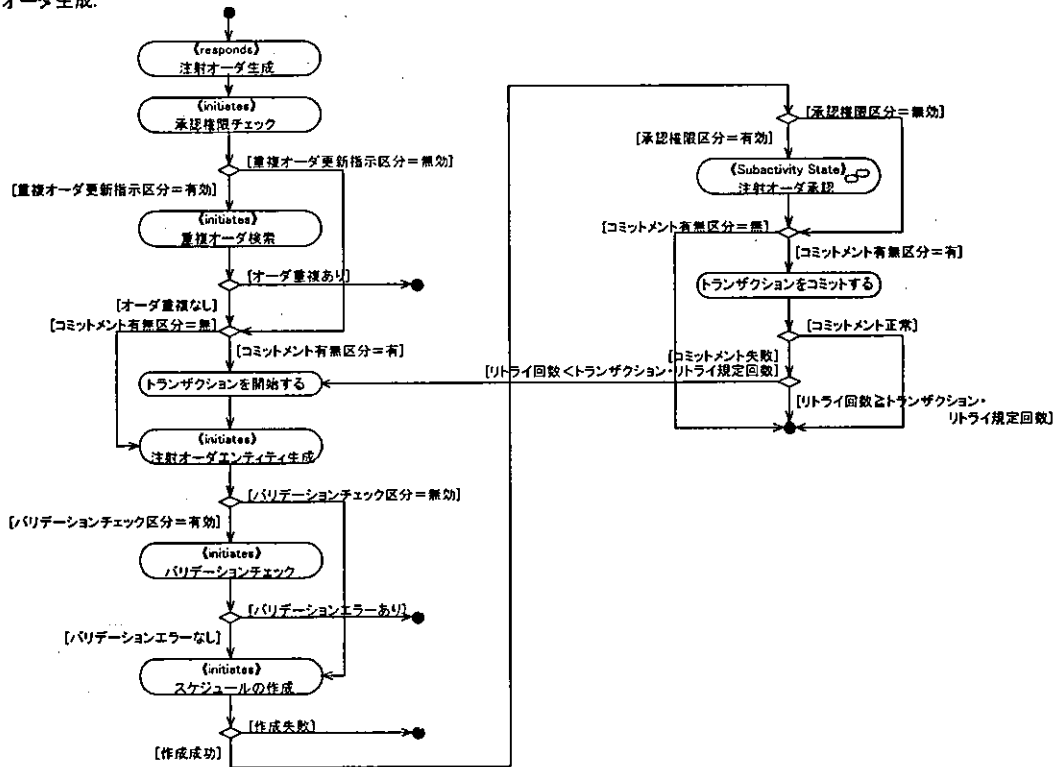 オーダ生成.
《responds》
注射オーダ生成
《initiates》
承認権限チェック
[重複オーダ更新指示区分＝無効]
[重複オーダ更新指示区分＝有効]
《initiates》
重複オーダ検索
[オーダ重複あり]
[オーダ重複なし]
[コミットメント有無区分＝無]
[コミットメント有無区分＝有]
トランザクションを開始する
《initiates》
注射オーダエンティティ生成
[バリデーションチェック区分＝無効]
[バリデーションチェック区分＝有効]
《initiates》
バリデーションチェック
[バリデーションエラーあり]
[バリデーションエラーなし]
《initiates》
スケジュールの作成
[作成失敗]
[作成成功]
[承認権限区分＝無効]
[承認権限区分＝有効]
《Subactivity State》
注射オーダ承認
[コミットメント有無区分＝無]
[コミットメント有無区分＝有]
トランザクションをコミットする
[コミットメント正常]
[コミットメント失敗]
[リトライ回数＜トランザクション・リトライ規定回数]
[リトライ回数≧トランザクション・
リトライ規定回数]